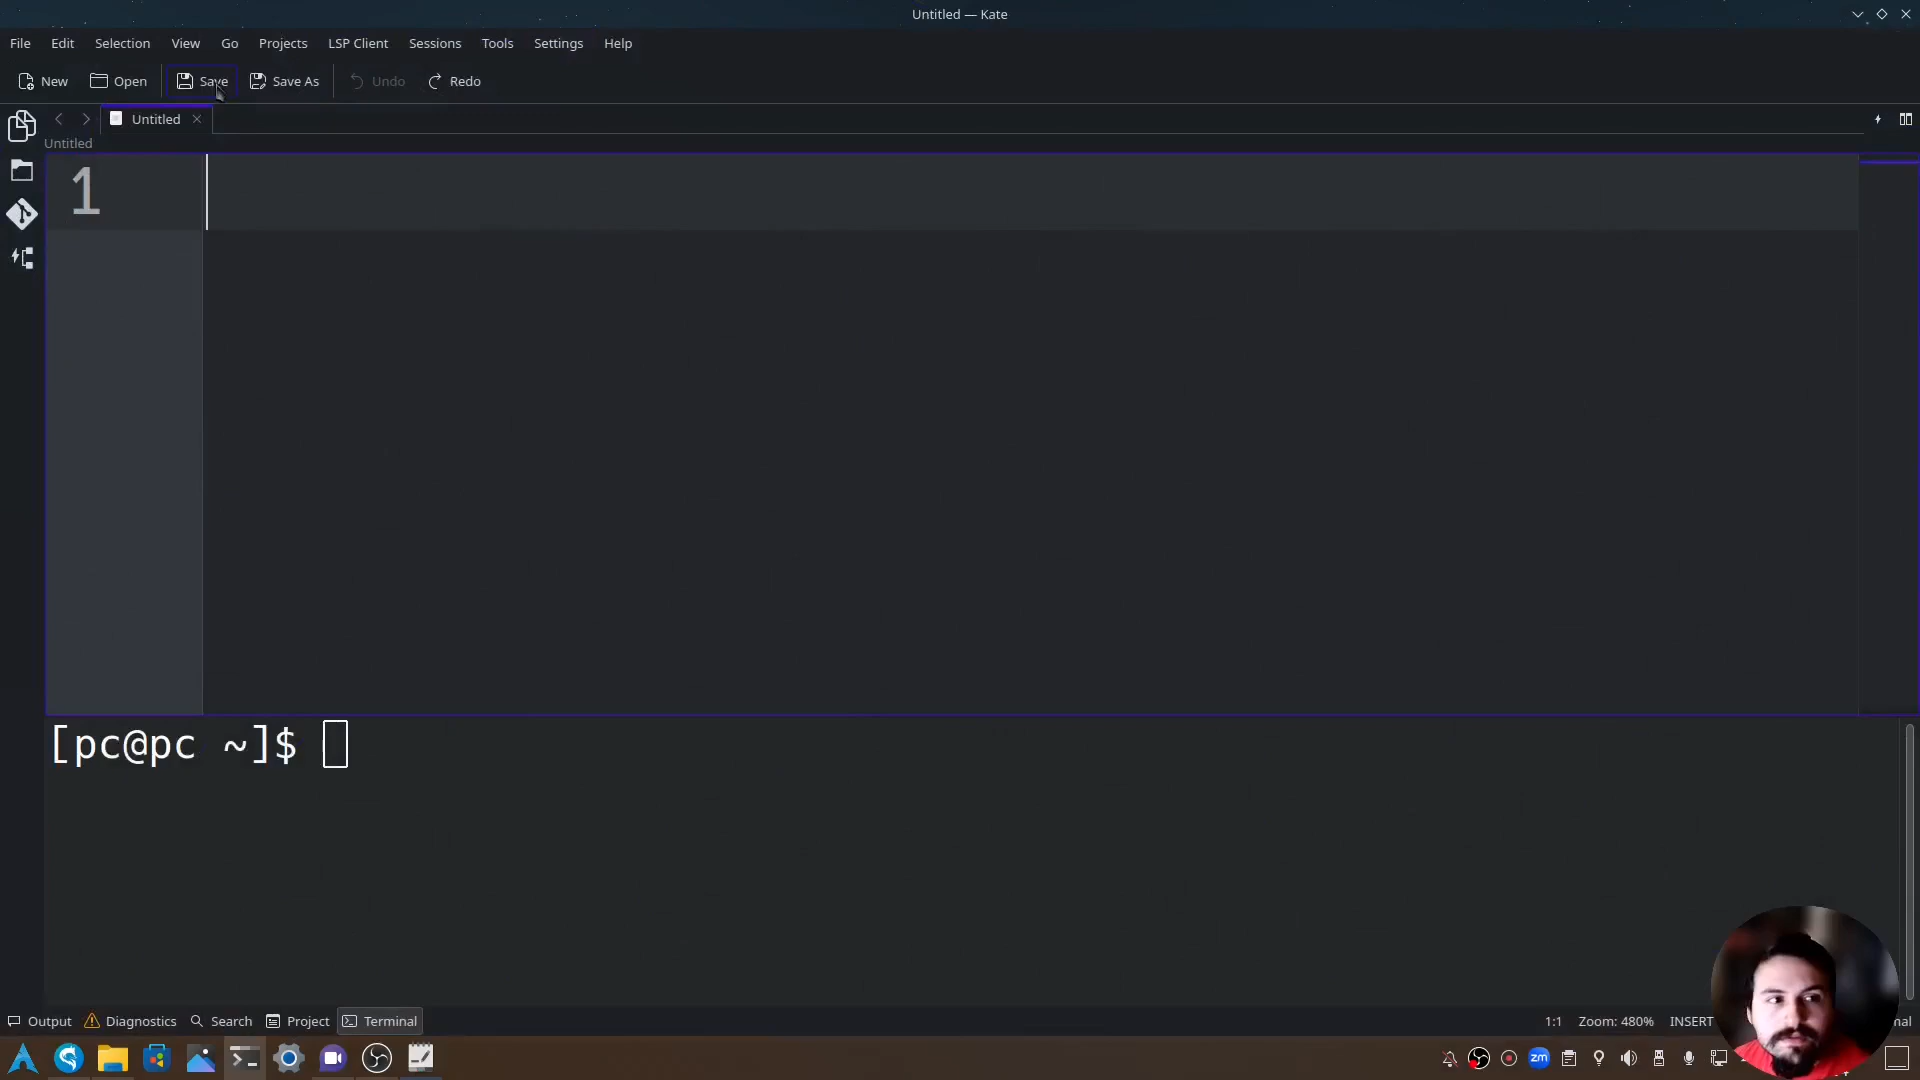 Untitled — Kate
File Edit Selection View Go Projects LSP Client Sessions Tools Settings Help
New Open Save Save As Undo Redo
Untitled
Untitled
1
[pc@pc ~]$
Output Diagnostics Search Project Terminal 1:1 Zoom: 480% INSERT
zm